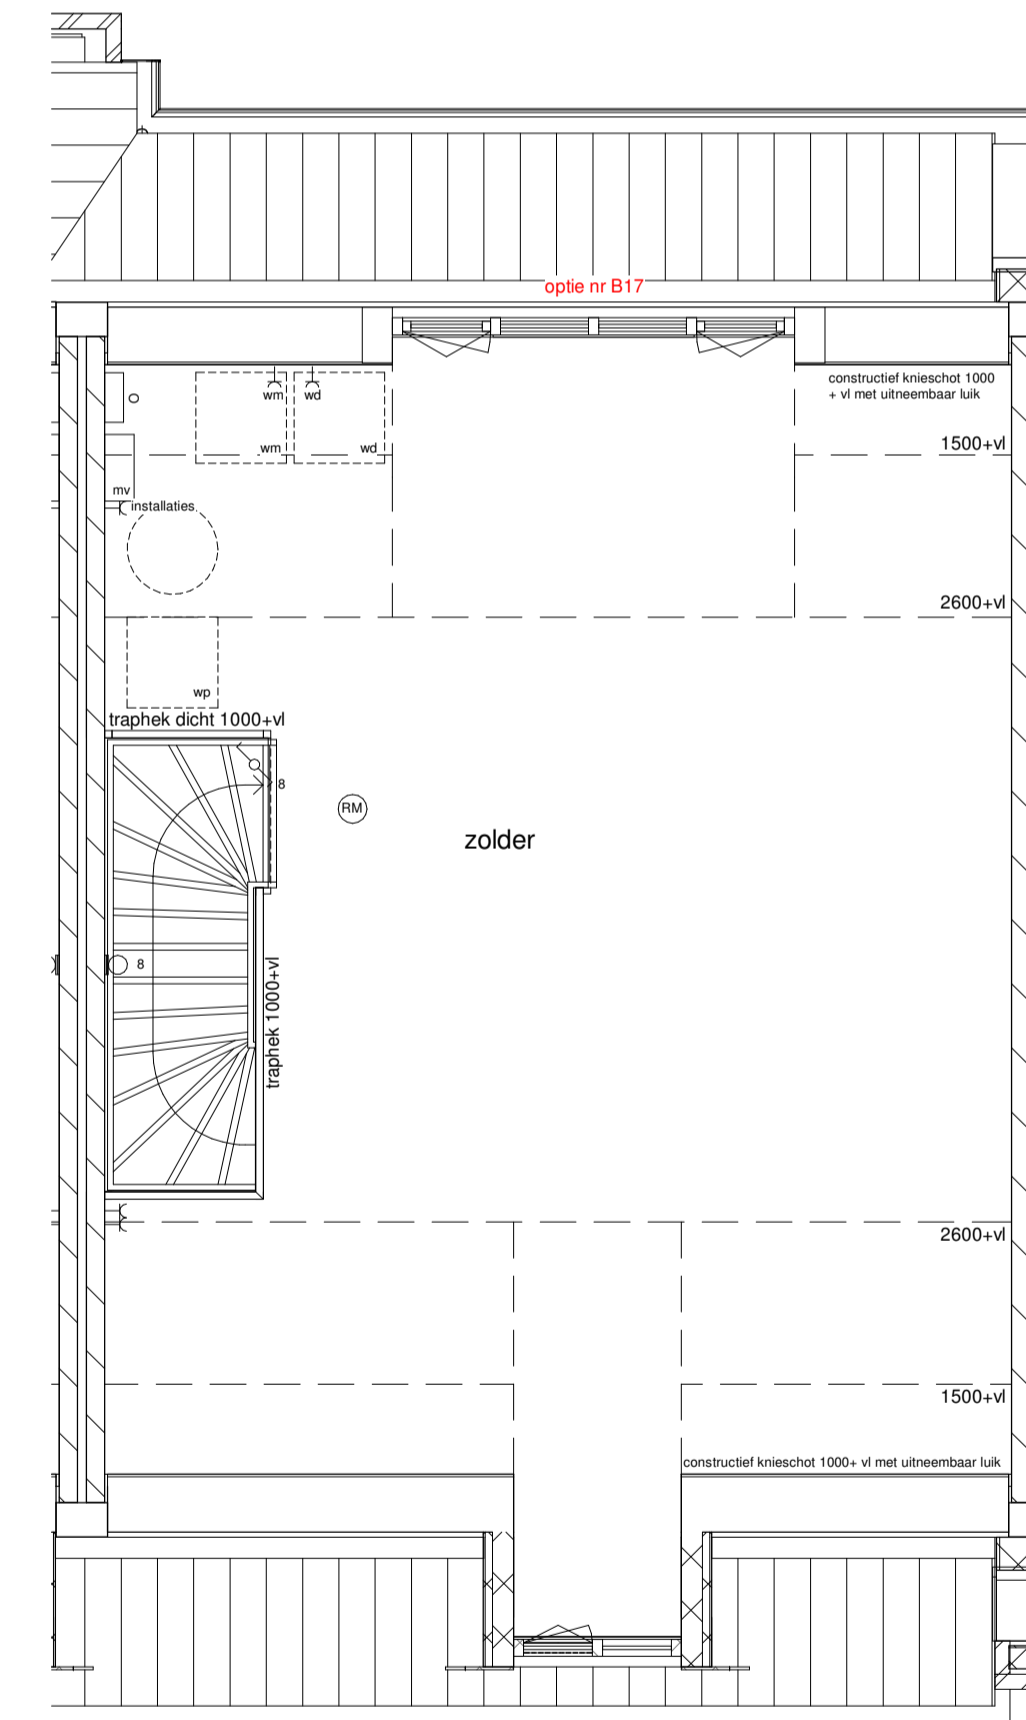 optie nr B17
constructief knieschot 1000
+ vl met uitneembaar luik
wm
wd
1500+vl
wm
wd
mv
installaties
2600+vl
wp
traphek dicht 1000+vl
8
RM
zolder
8
traphek 1000+vl
2600+vl
1500+vl
constructief knieschot 1000+ vl met uitneembaar luik